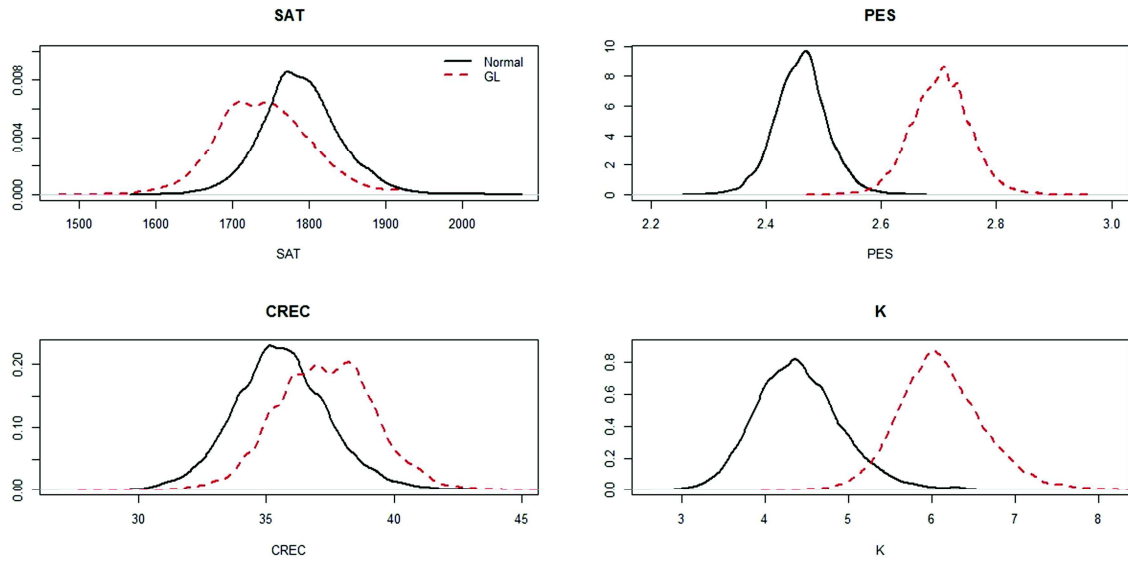 SAT
0.000 0.004 0.008
Normal
GL
1500 1600 1700 1800 1900 2000
SAT
PES
0 2 4 6 8 10
2.2 2.4 2.6 2.8 3.0
PES
CREC
0.00 0.10 0.20
30 35 40 45
CREC
K
0.0 0.2 0.4 0.6 0.8
3 4 5 6 7 8
K